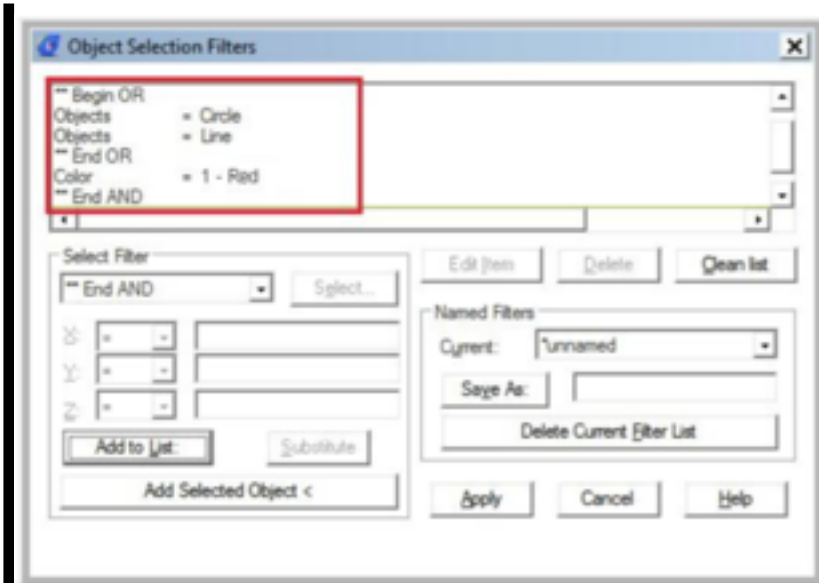 Object Selection Filters
** Begin OR
Objects = Circle
Objects = Line
** End OR
Color = 1 - Red
** End AND
Select Filter
** End AND
Select...
Edit Item
Delete
Clean list
X: =
Y: =
Z: =
Named Filters
Current: *unnamed
Save As:
Delete Current Filter List
Add to List:
Substitute
Add Selected Object <
Apply
Cancel
Help